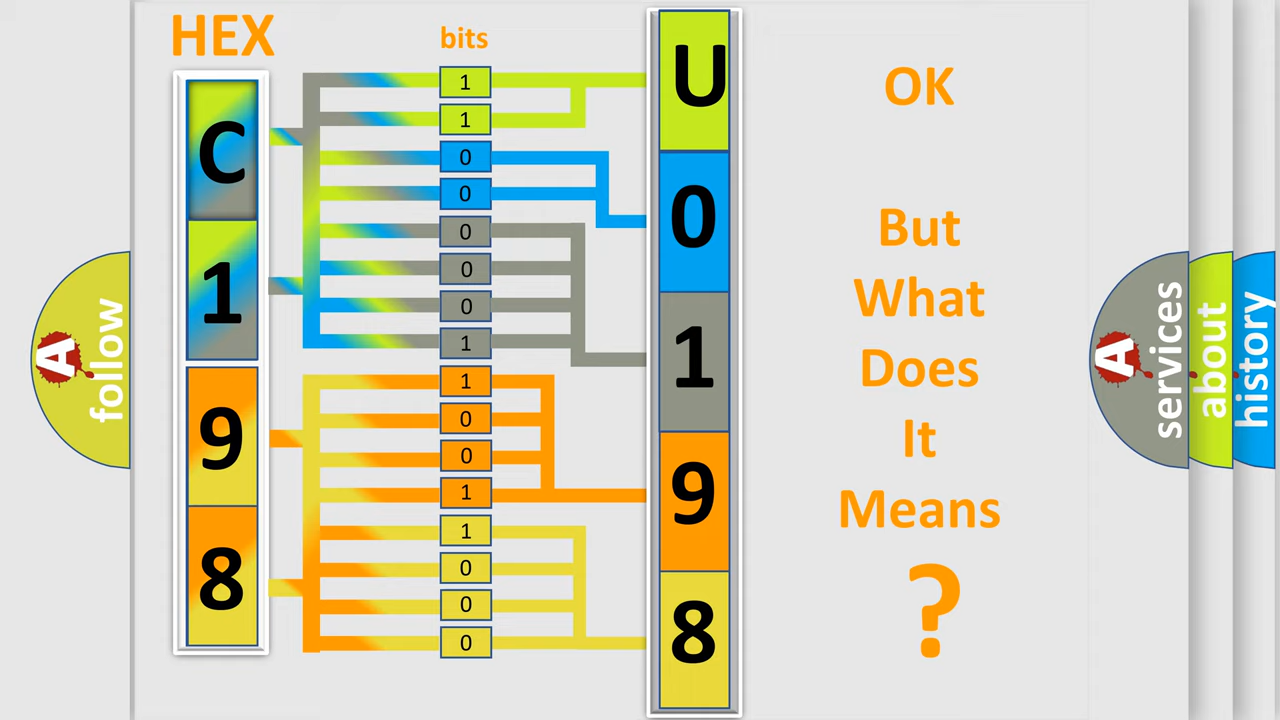 HEX
bits
C
1
9
8
1
1
0
0
0
0
0
1
1
0
0
1
1
0
0
0
U
0
1
9
8
OK
But
What
Does
It
Means
?
A
follow
A
services
about
history